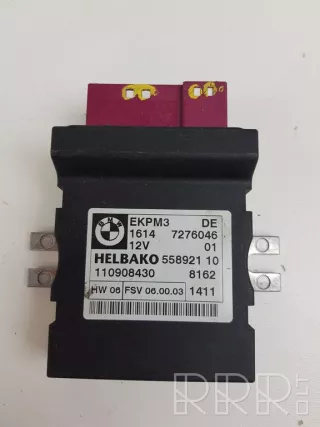 BMW
EKPM3 DE
1614 7276046
12V 01
HELBAKO 558921 10
110908430 8162
HW 06 FSV 06.00.03 1411
RRR